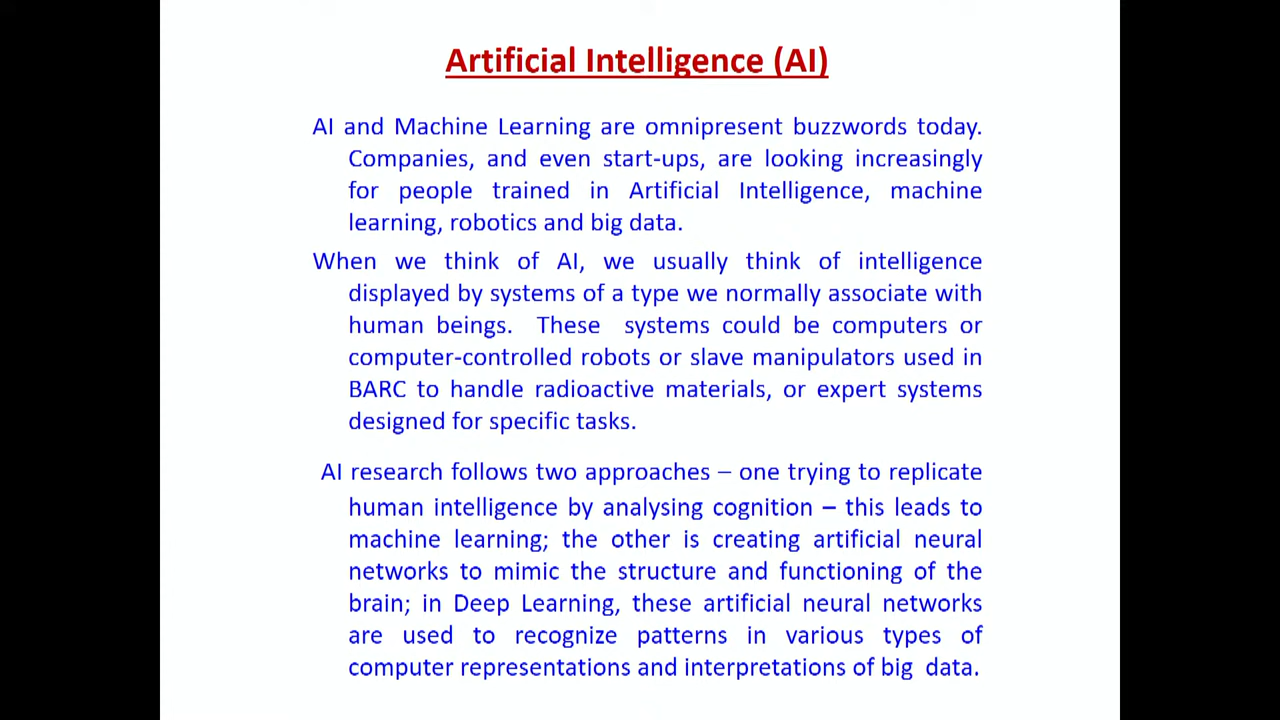 Artificial Intelligence (AI)
AI and Machine Learning are omnipresent buzzwords today.
Companies, and even start-ups, are looking increasingly
for people trained in Artificial Intelligence, machine
learning, robotics and big data.
When we think of AI, we usually think of intelligence
displayed by systems of a type we normally associate with
human beings. These systems could be computers or
computer-controlled robots or slave manipulators used in
BARC to handle radioactive materials, or expert systems
designed for specific tasks.
AI research follows two approaches – one trying to replicate
human intelligence by analysing cognition – this leads to
machine learning; the other is creating artificial neural
networks to mimic the structure and functioning of the
brain; in Deep Learning, these artificial neural networks
are used to recognize patterns in various types of
computer representations and interpretations of big data.